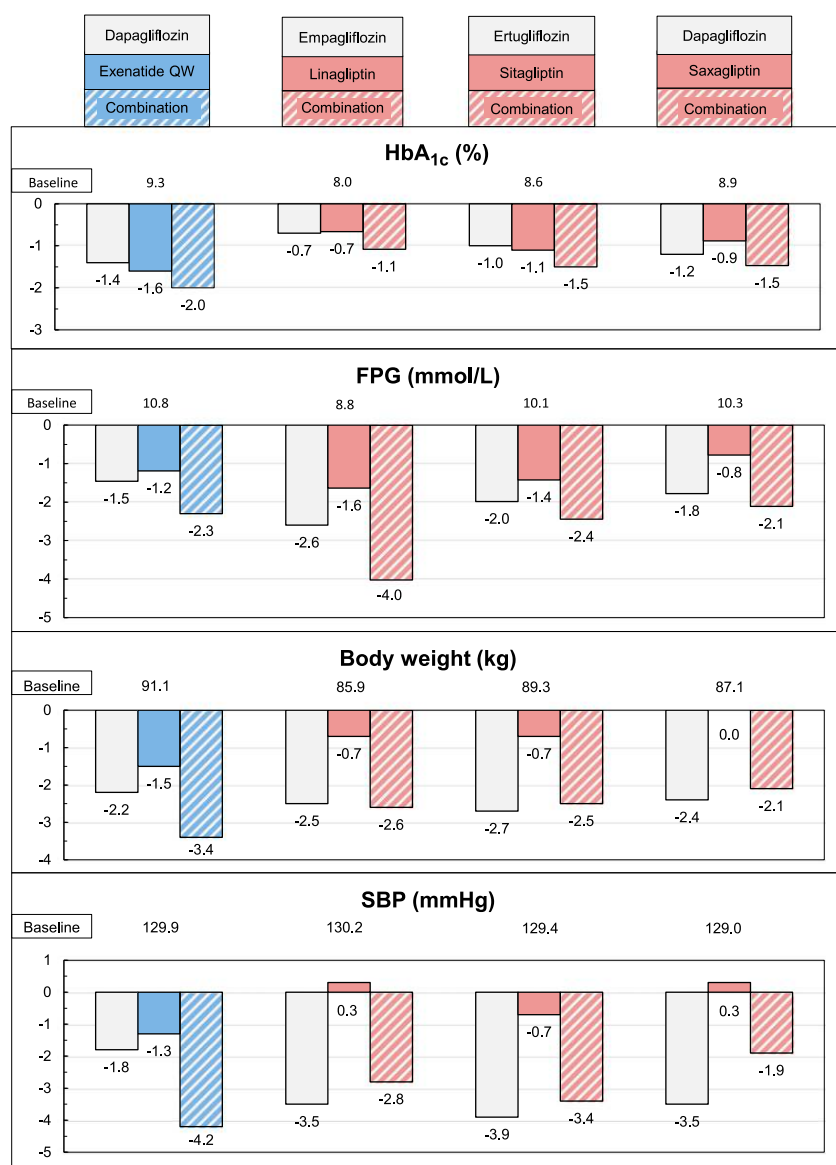 Dapagliflozin Empagliflozin Ertugliflozin Dapagliflozin
Exenatide QW Linagliptin Sitagliptin Saxagliptin
Combination Combination Combination Combination
HbA1c (%)
Baseline 9.3 8.0 8.6 8.9
0
-1
-2
-3
-1.4 -1.6 -2.0 -0.7 -0.7 -1.1 -1.0 -1.1 -1.5 -1.2 -0.9 -1.5
FPG (mmol/L)
Baseline 10.8 8.8 10.1 10.3
0
-1
-2
-3
-4
-5
-1.5 -1.2 -2.3 -2.6 -1.6 -4.0 -2.0 -1.4 -2.4 -1.8 -0.8 -2.1
Body weight (kg)
Baseline 91.1 85.9 89.3 87.1
0
-1
-2
-3
-4
-2.2 -1.5 -3.4 -2.5 -0.7 -2.6 -2.7 -0.7 -2.5 -2.4 0.0 -2.1
SBP (mmHg)
Baseline 129.9 130.2 129.4 129.0
1
0
-1
-2
-3
-4
-5
-1.8 -1.3 -4.2 -3.5 0.3 -2.8 -3.9 -0.7 -3.4 -3.5 0.3 -1.9